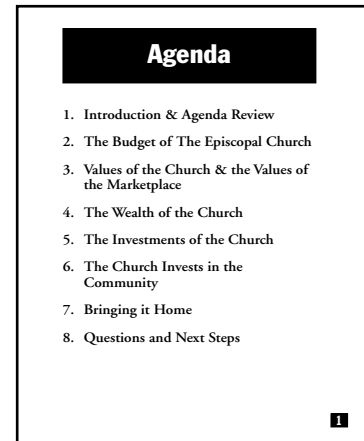 Agenda
1. Introduction & Agenda Review
2. The Budget of The Episcopal Church
3. Values of the Church & the Values of
the Marketplace
4. The Wealth of the Church
5. The Investments of the Church
6. The Church Invests in the
Community
7. Bringing it Home
8. Questions and Next Steps
1